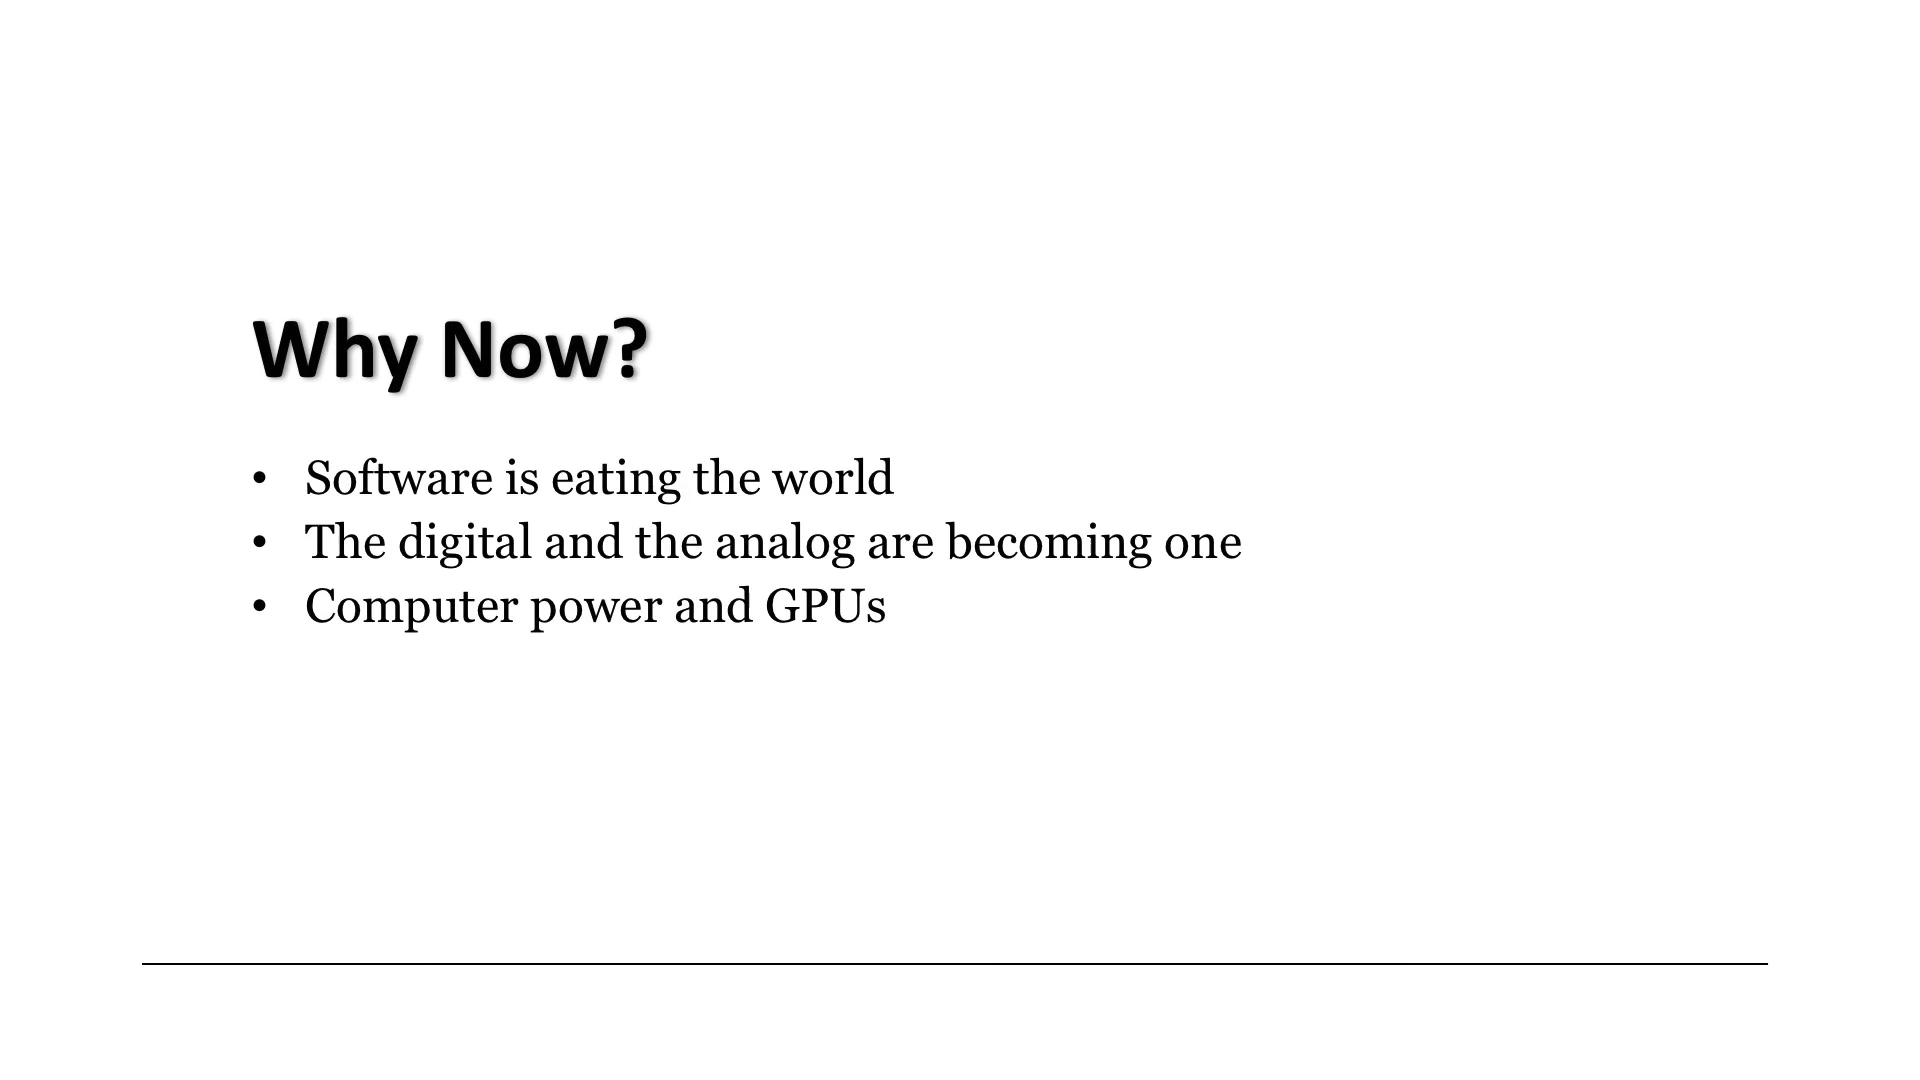 Why Now?
• Software is eating the world
• The digital and the analog are becoming one
• Computer power and GPUs